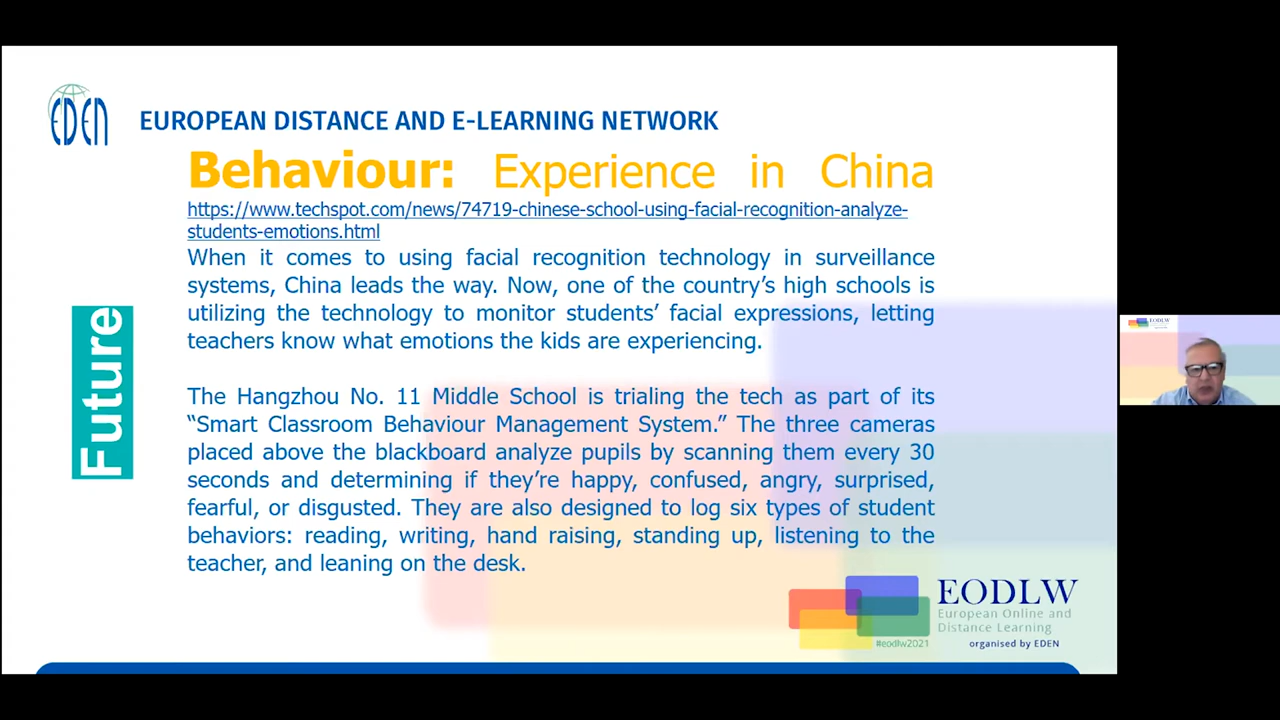 EDEN
EUROPEAN DISTANCE AND E-LEARNING NETWORK
Behaviour: Experience in China
https://www.techspot.com/news/74719-chinese-school-using-facial-recognition-analyze-
students-emotions.html
When it comes to using facial recognition technology in surveillance
systems, China leads the way. Now, one of the country’s high schools is
utilizing the technology to monitor students’ facial expressions, letting
teachers know what emotions the kids are experiencing.
Future
The Hangzhou No. 11 Middle School is trialing the tech as part of its
“Smart Classroom Behaviour Management System.” The three cameras
placed above the blackboard analyze pupils by scanning them every 30
seconds and determining if they’re happy, confused, angry, surprised,
fearful, or disgusted. They are also designed to log six types of student
behaviors: reading, writing, hand raising, standing up, listening to the
teacher, and leaning on the desk.
EODLW
European Online and
Distance Learning
#eodlw2021
organised by EDEN
EODLW